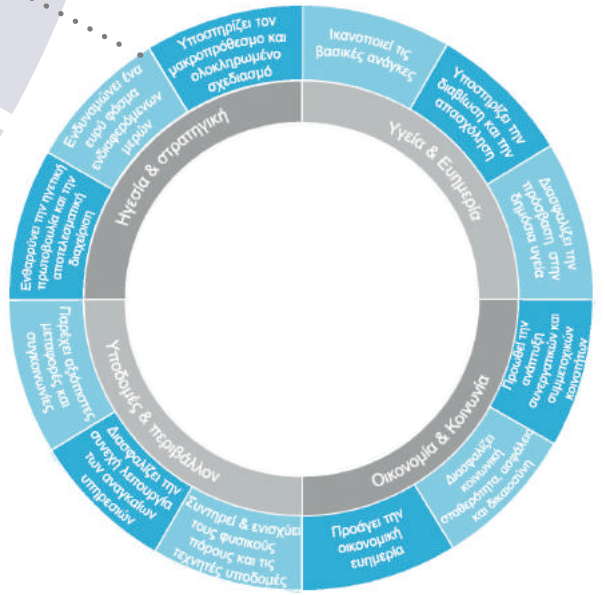 Ικανοποιεί τις
βασικές ανάγκες
Υποστηρίζει την
διαβίωση και την
απασχόληση
Διασφαλίζει την
πρόσβαση στην
δημόσια υγεία
Υγεία & Ευημερία
Προωθεί την
ανάπτυξη
συνεργατικών και
συμμετοχικών
κοινοτήτων
Διασφαλίζει
κοινωνική
σταθερότητα, ασφάλεια
και δικαιοσύνη
Προάγει την
οικονομική
ευημερία
Οικονομία & Κοινωνία
Συντηρεί & ενισχύει
τους φυσικούς
πόρους και τις
τεχνητές υποδομές
Διασφαλίζει την
συνεχή λειτουργία
των αναγκαίων
υπηρεσιών
Παρέχει αξιόπιστες
μεταφορές και
συγκοινωνίες
Υποδομές & περιβάλλον
Ενθαρρύνει την ηγετική
πρωτοβουλία και την
αποτελεσματική
διαχείριση
Ενδυναμώνει ένα
ευρύ φάσμα
ενδιαφερόμενων
μερών
Υποστηρίζει τον
μακροπρόθεσμο και
ολοκληρωμένο
σχεδιασμό
Ηγεσία & στρατηγική